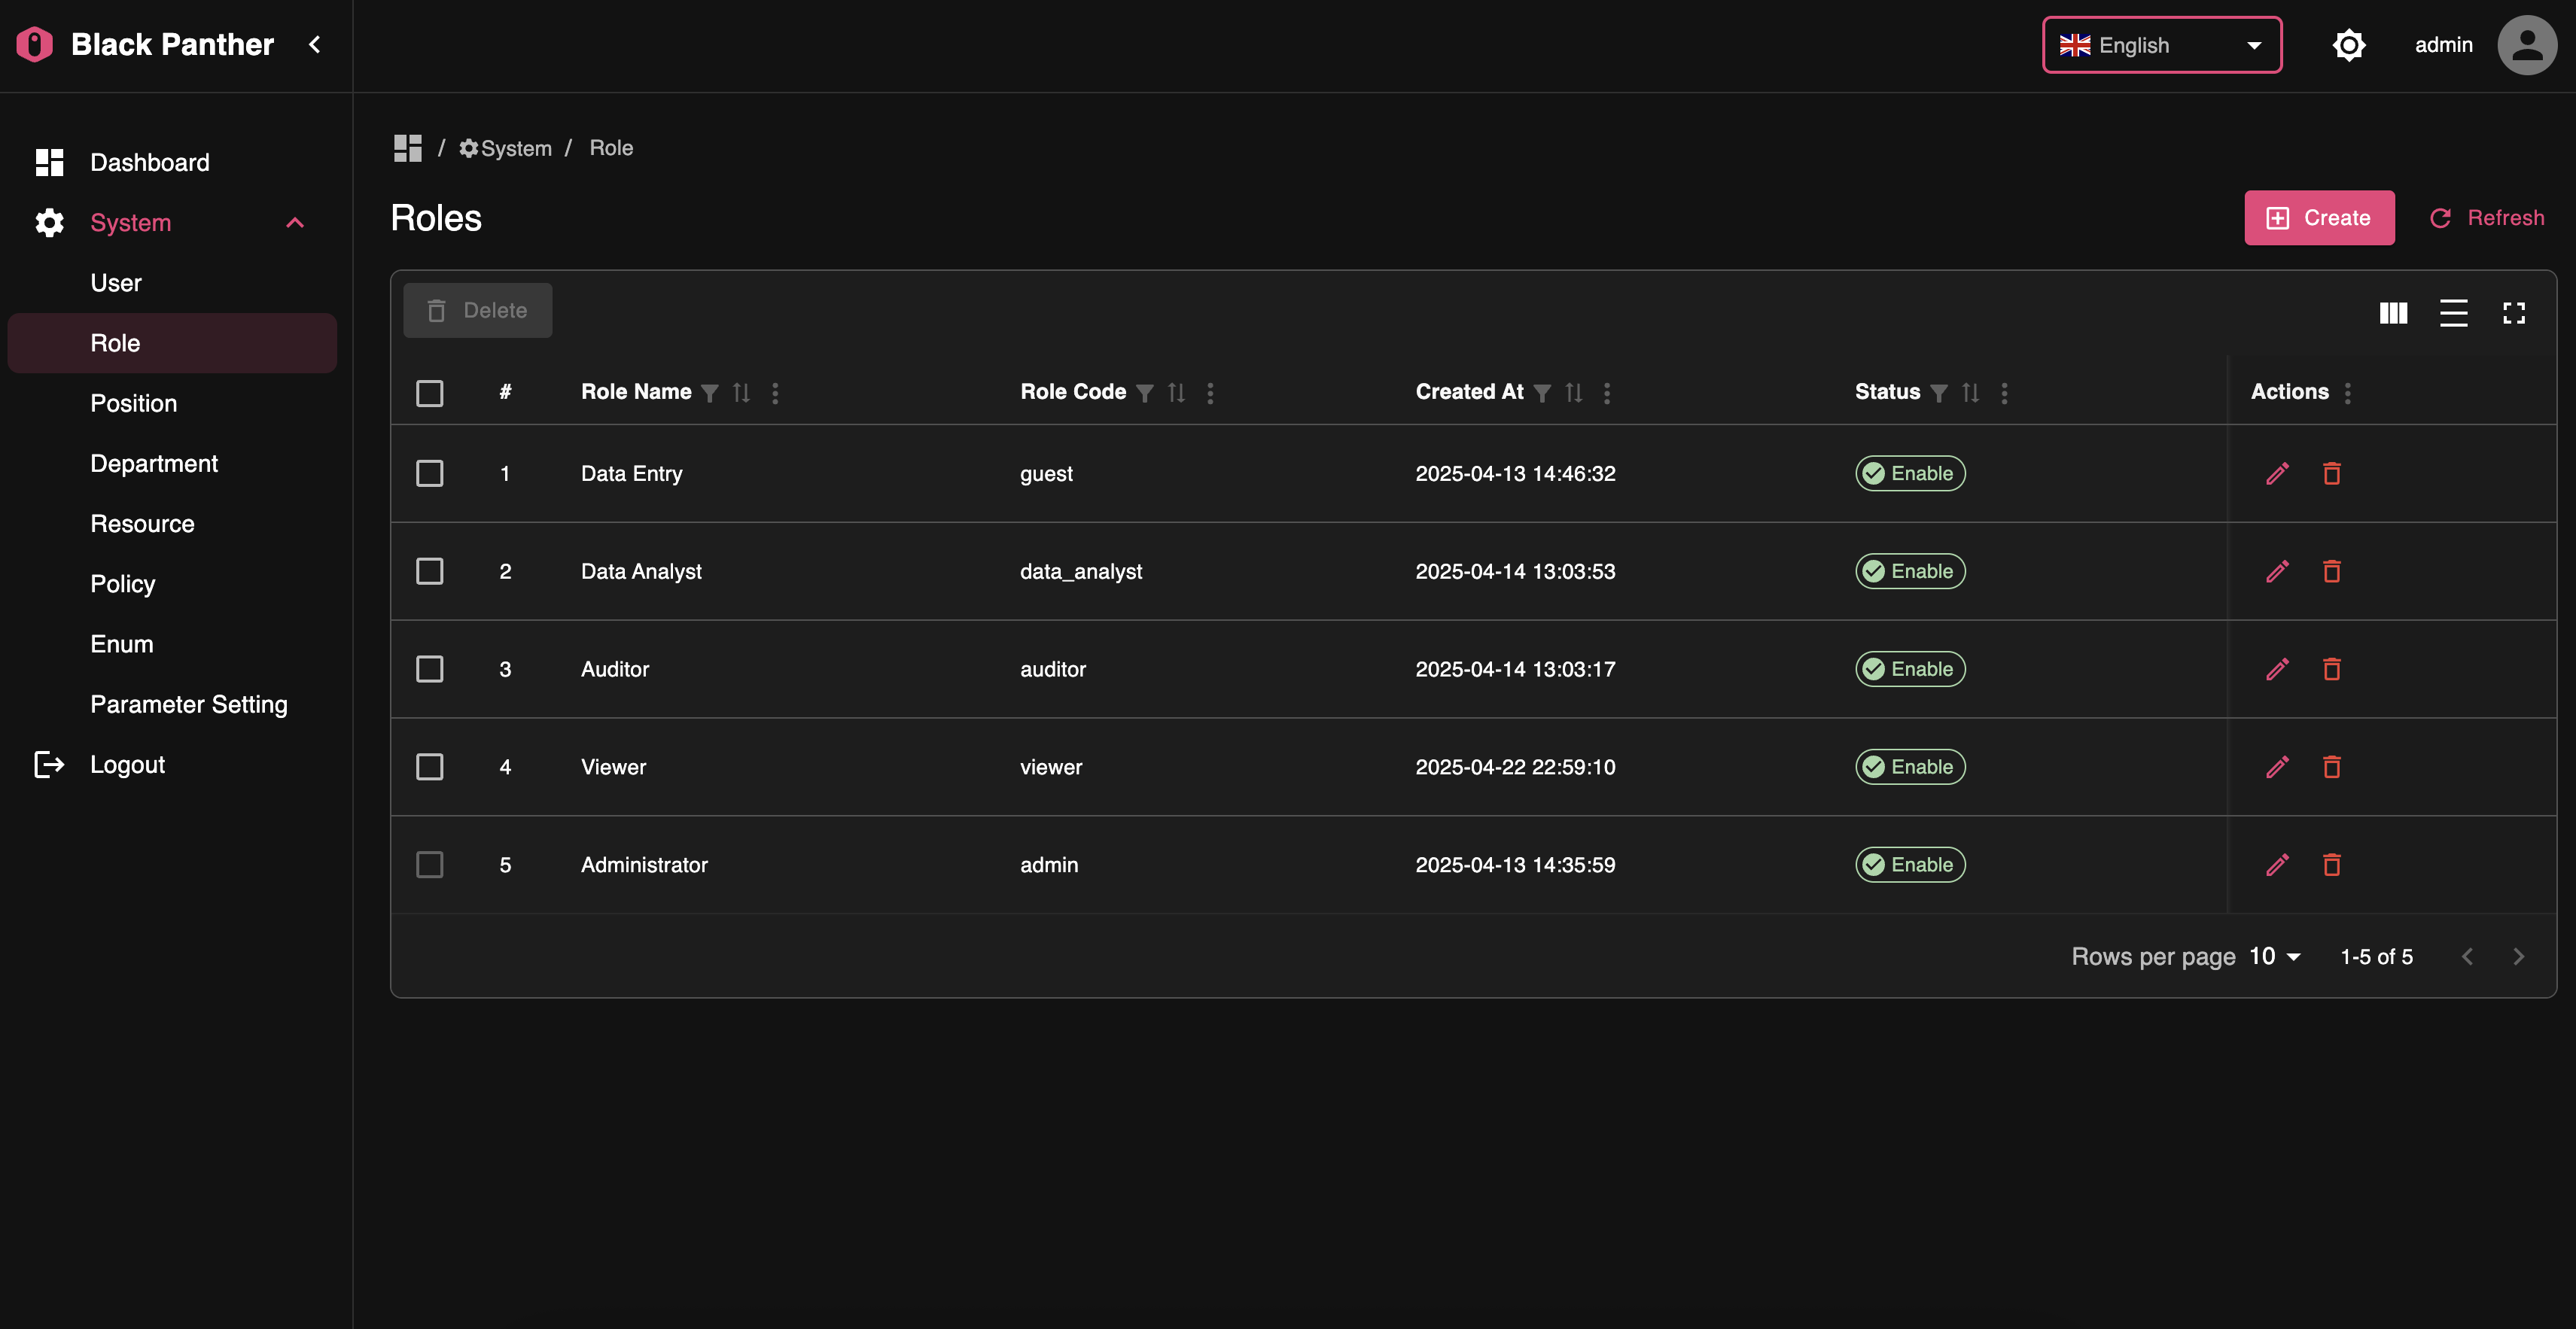 Black Panther
English
admin
Dashboard
System
User
Role
Position
Department
Resource
Policy
Enum
Parameter Setting
Logout
/ System / Role
Roles
Create
Refresh
Delete
# Role Name Role Code Created At Status Actions
1 Data Entry guest 2025-04-13 14:46:32 Enable
2 Data Analyst data_analyst 2025-04-14 13:03:53 Enable
3 Auditor auditor 2025-04-14 13:03:17 Enable
4 Viewer viewer 2025-04-22 22:59:10 Enable
5 Administrator admin 2025-04-13 14:35:59 Enable
Rows per page 10 1-5 of 5